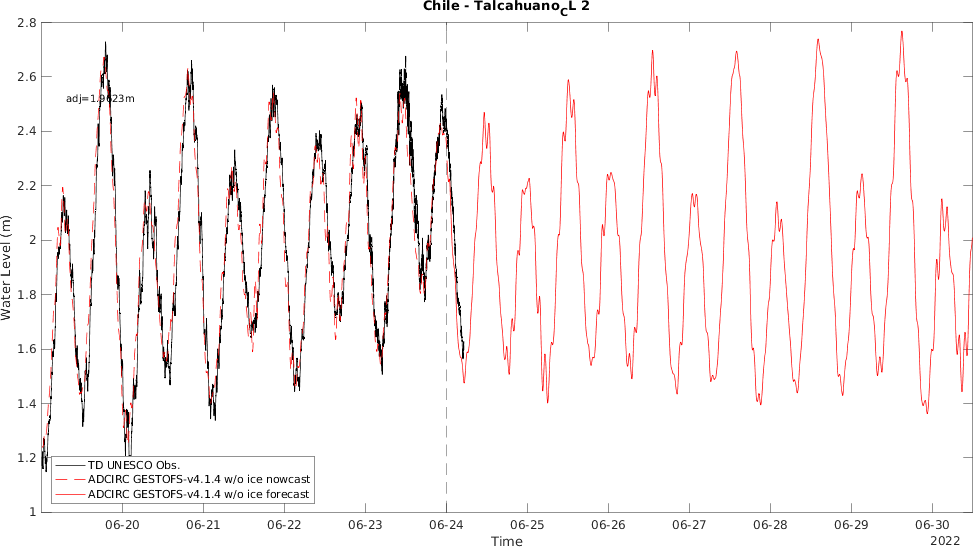 Chile - Talcahuano_CL 2
2.8
2.6
adj=1.9623m
2.4
2.2
2
1.8
1.6
1.4
1.2
1
Water Level (m)
TD UNESCO Obs.
ADCIRC GESTOFS-v4.1.4 w/o ice nowcast
ADCIRC GESTOFS-v4.1.4 w/o ice forecast
06-20 06-21 06-22 06-23 06-24 06-25 06-26 06-27 06-28 06-29 06-30
Time
2022